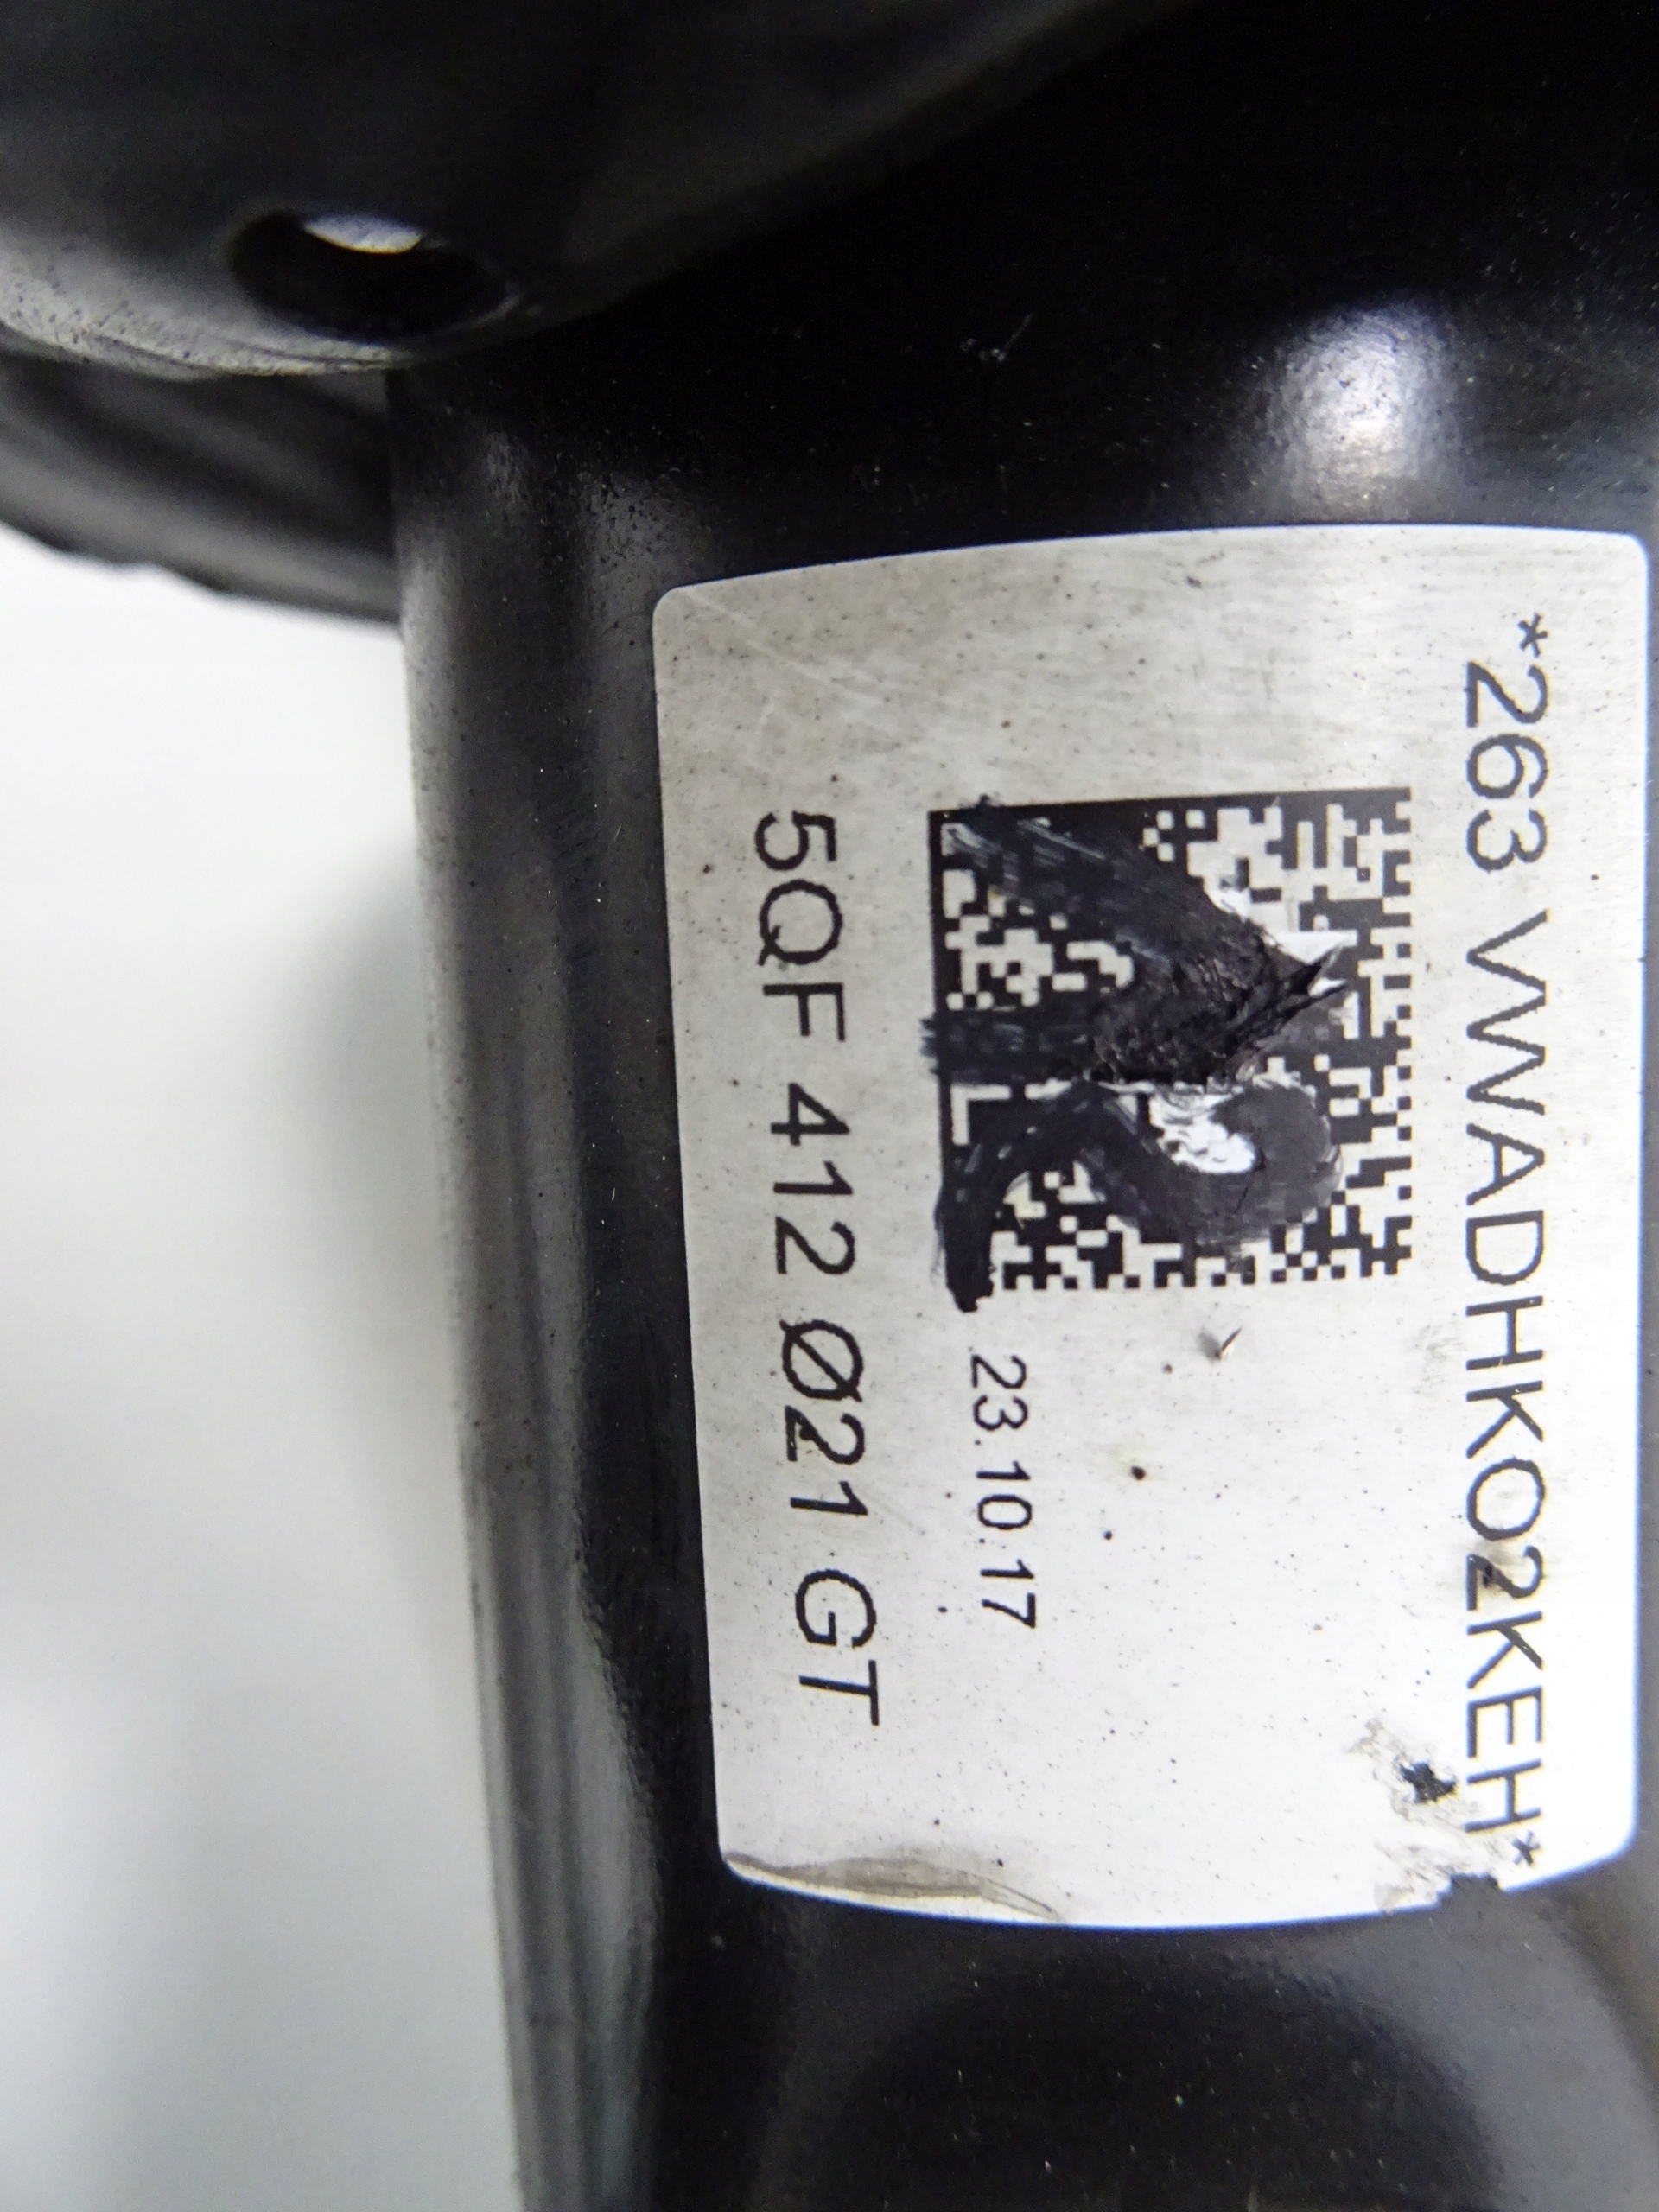 *263 VWADHKO2KEH*
23.10.17
5QF 412 Ø21 GT